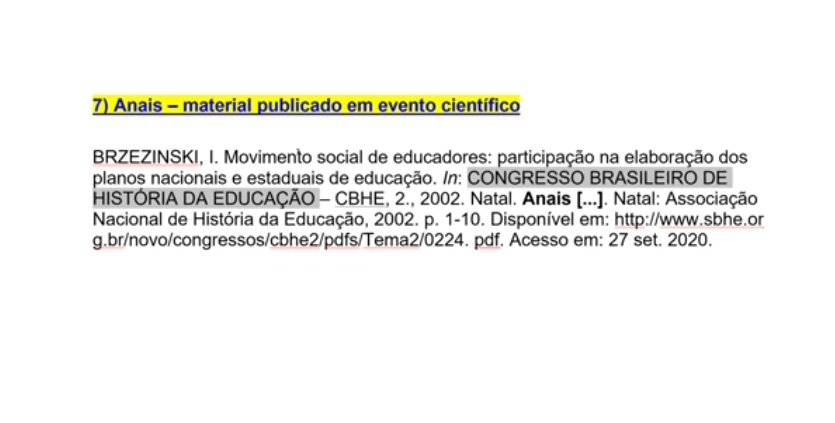 7) Anais – material publicado em evento científico
BRZEZINSKI, I. Movimento social de educadores: participação na elaboração dos
planos nacionais e estaduais de educação. In: CONGRESSO BRASILEIRO DE
HISTÓRIA DA EDUCAÇÃO – CBHE, 2., 2002. Natal. Anais [...]. Natal: Associação
Nacional de História da Educação, 2002. p. 1-10. Disponível em: http://www.sbhe.or
g.br/novo/congressos/cbhe2/pdfs/Tema2/0224. pdf. Acesso em: 27 set. 2020.